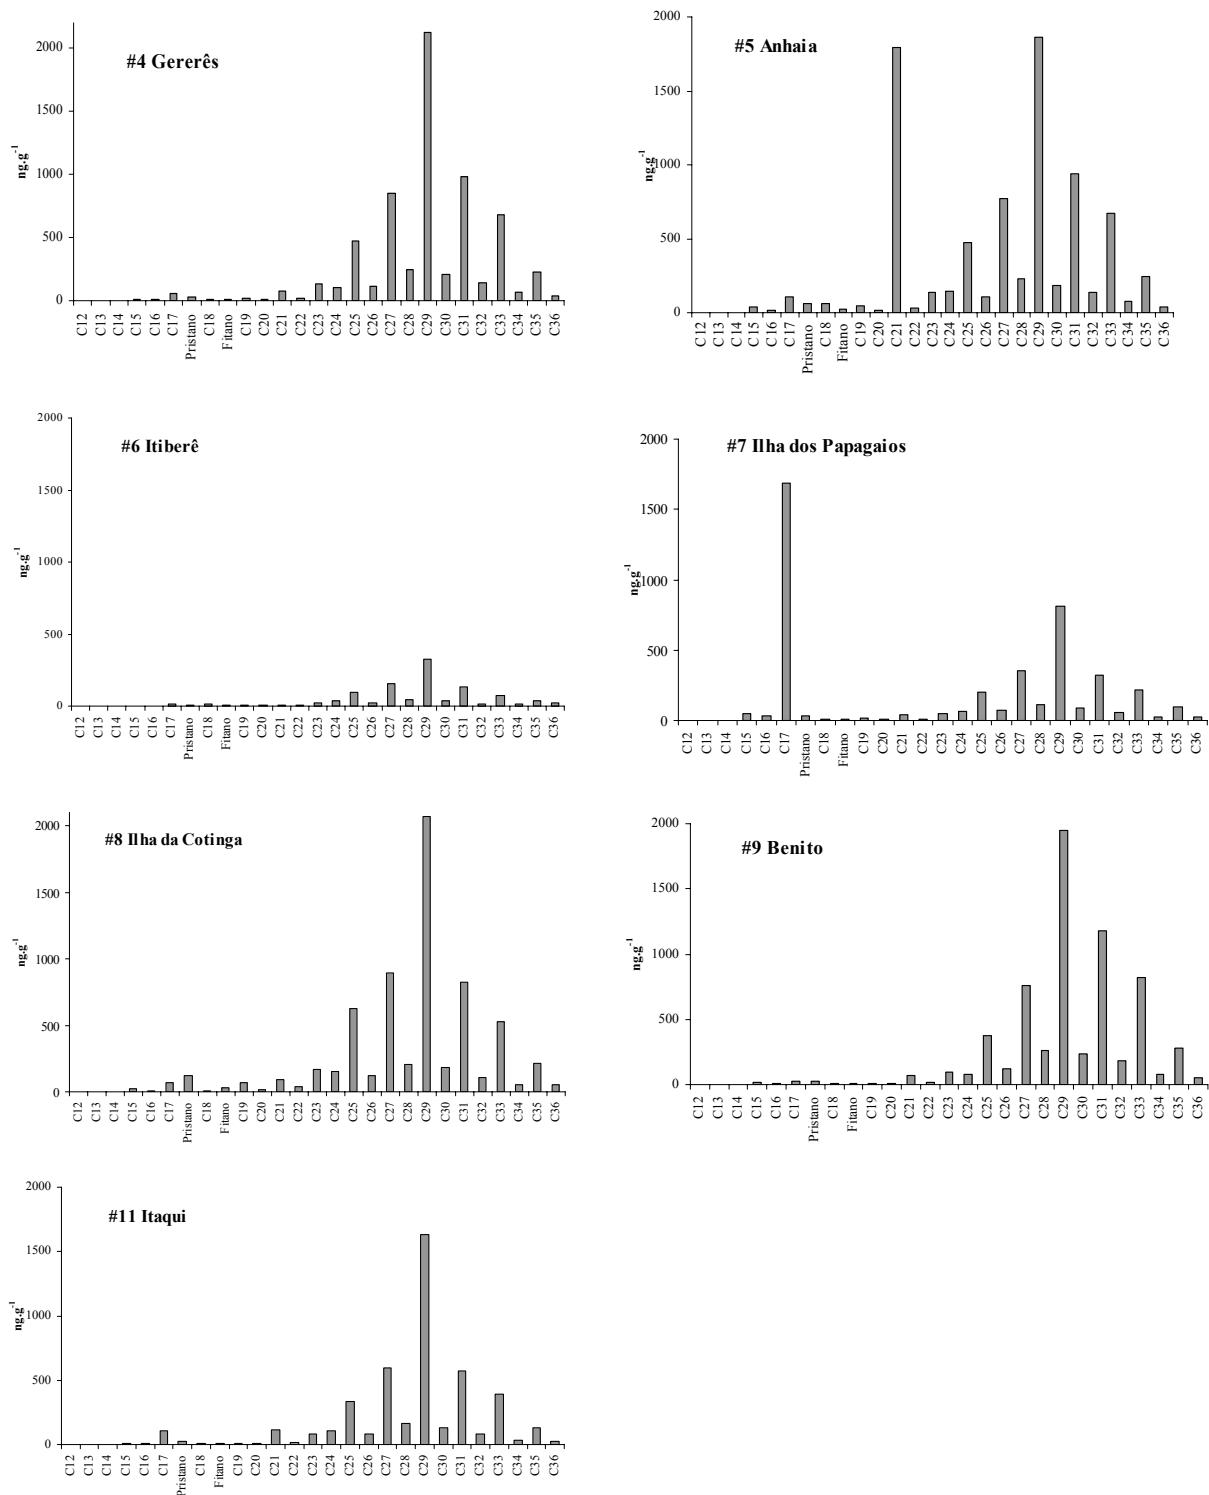 #4 Gererês
ng.g-1
2000
1500
1000
500
0
C12 C13 C14 C15 C16 C17 Pristano C18 Fitano C19 C20 C21 C22 C23 C24 C25 C26 C27 C28 C29 C30 C31 C32 C33 C34 C35 C36
#5 Anhaia
ng.g-1
2000
1500
1000
500
0
C12 C13 C14 C15 C16 C17 Pristano C18 Fitano C19 C20 C21 C22 C23 C24 C25 C26 C27 C28 C29 C30 C31 C32 C33 C34 C35 C36
#6 Itiberê
ng.g-1
2000
1500
1000
500
0
C12 C13 C14 C15 C16 C17 Pristano C18 Fitano C19 C20 C21 C22 C23 C24 C25 C26 C27 C28 C29 C30 C31 C32 C33 C34 C35 C36
#7 Ilha dos Papagaios
ng.g-1
2000
1500
1000
500
0
C12 C13 C14 C15 C16 C17 Pristano C18 Fitano C19 C20 C21 C22 C23 C24 C25 C26 C27 C28 C29 C30 C31 C32 C33 C34 C35 C36
#8 Ilha da Cotinga
ng.g-1
2000
1500
1000
500
0
C12 C13 C14 C15 C16 C17 Pristano C18 Fitano C19 C20 C21 C22 C23 C24 C25 C26 C27 C28 C29 C30 C31 C32 C33 C34 C35 C36
#9 Benito
ng.g-1
2000
1500
1000
500
0
C12 C13 C14 C15 C16 C17 Pristano C18 Fitano C19 C20 C21 C22 C23 C24 C25 C26 C27 C28 C29 C30 C31 C32 C33 C34 C35 C36
#11 Itaqui
ng.g-1
2000
1500
1000
500
0
C12 C13 C14 C15 C16 C17 Pristano C18 Fitano C19 C20 C21 C22 C23 C24 C25 C26 C27 C28 C29 C30 C31 C32 C33 C34 C35 C36